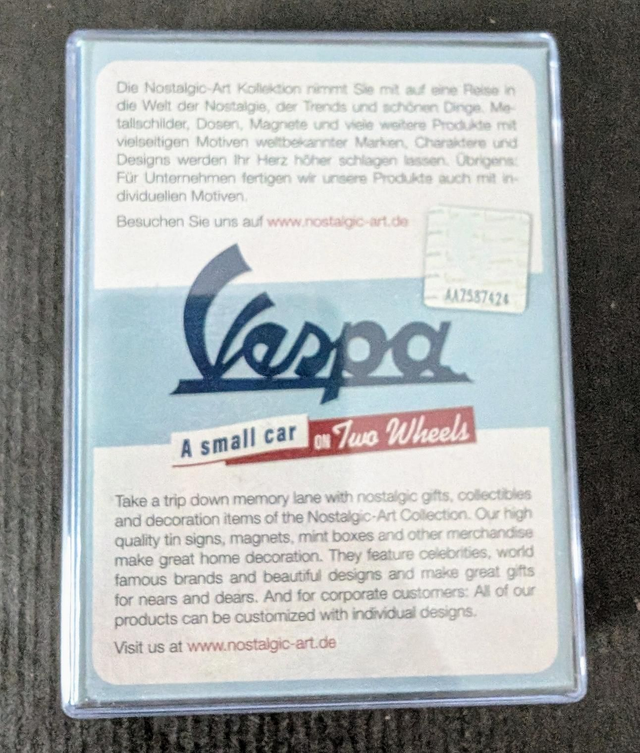 Die Nostalgic-Art Kollektion nimmt Sie mit auf eine Reise in
die Welt der Nostalgie, der Trends und schönen Dinge. Me-
tallschilder, Dosen, Magnete und viele weitere Produkte mit
vielseitigen Motiven weltbekannter Marken, Charaktere und
Designs werden Ihr Herz höher schlagen lassen. Übrigens:
Für Unternehmen fertigen wir unsere Produkte auch mit in-
dividuellen Motiven.
Besuchen Sie uns auf www.nostalgic-art.de
AA7587424
Vespa
A small car ON Two Wheels
Take a trip down memory lane with nostalgic gifts, collectibles
and decoration items of the Nostalgic-Art Collection. Our high
quality tin signs, magnets, mint boxes and other merchandise
make great home decoration. They feature celebrities, world
famous brands and beautiful designs and make great gifts
for nears and dears. And for corporate customers: All of our
products can be customized with individual designs.
Visit us at www.nostalgic-art.de